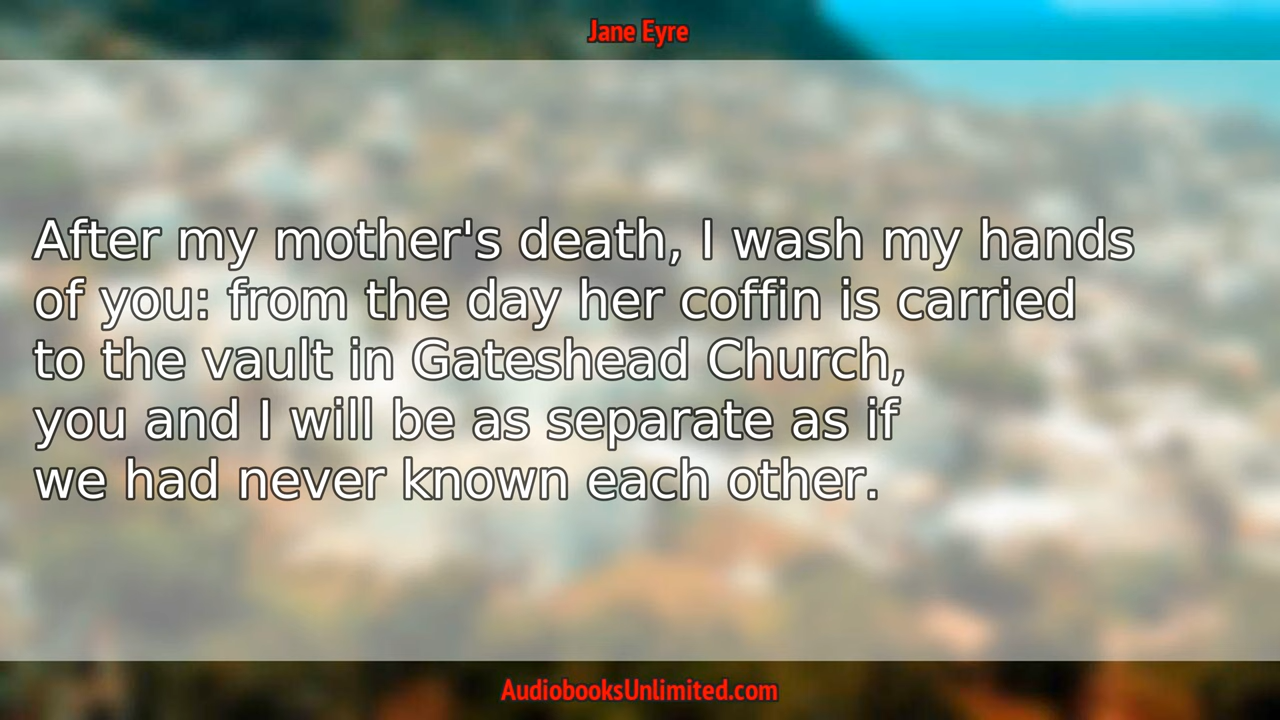 Jane Eyre
After my mother's death, I wash my hands
of you: from the day her coffin is carried
to the vault in Gateshead Church,
you and I will be as separate as if
we had never known each other.
AudiobooksUnlimited.com